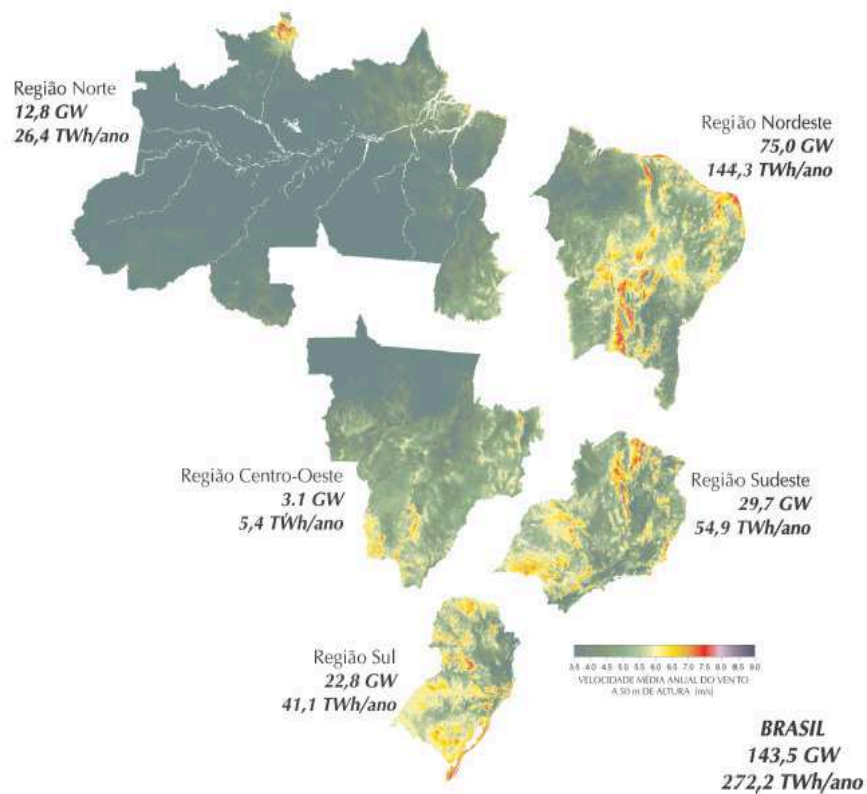 Região Norte
12,8 GW
26,4 TWh/ano
Região Nordeste
75,0 GW
144,3 TWh/ano
Região Centro-Oeste
3.1 GW
5,4 TWh/ano
Região Sudeste
29,7 GW
54,9 TWh/ano
Região Sul
22,8 GW
41,1 TWh/ano
3.5 4.0 4.5 5.0 5.5 6.0 6.5 7.0 7.5 8.0 8.5 9.0
VELOCIDADE MÉDIA ANUAL DO VENTO
A 50 m DE ALTURA [m/s]
BRASIL
143,5 GW
272,2 TWh/ano